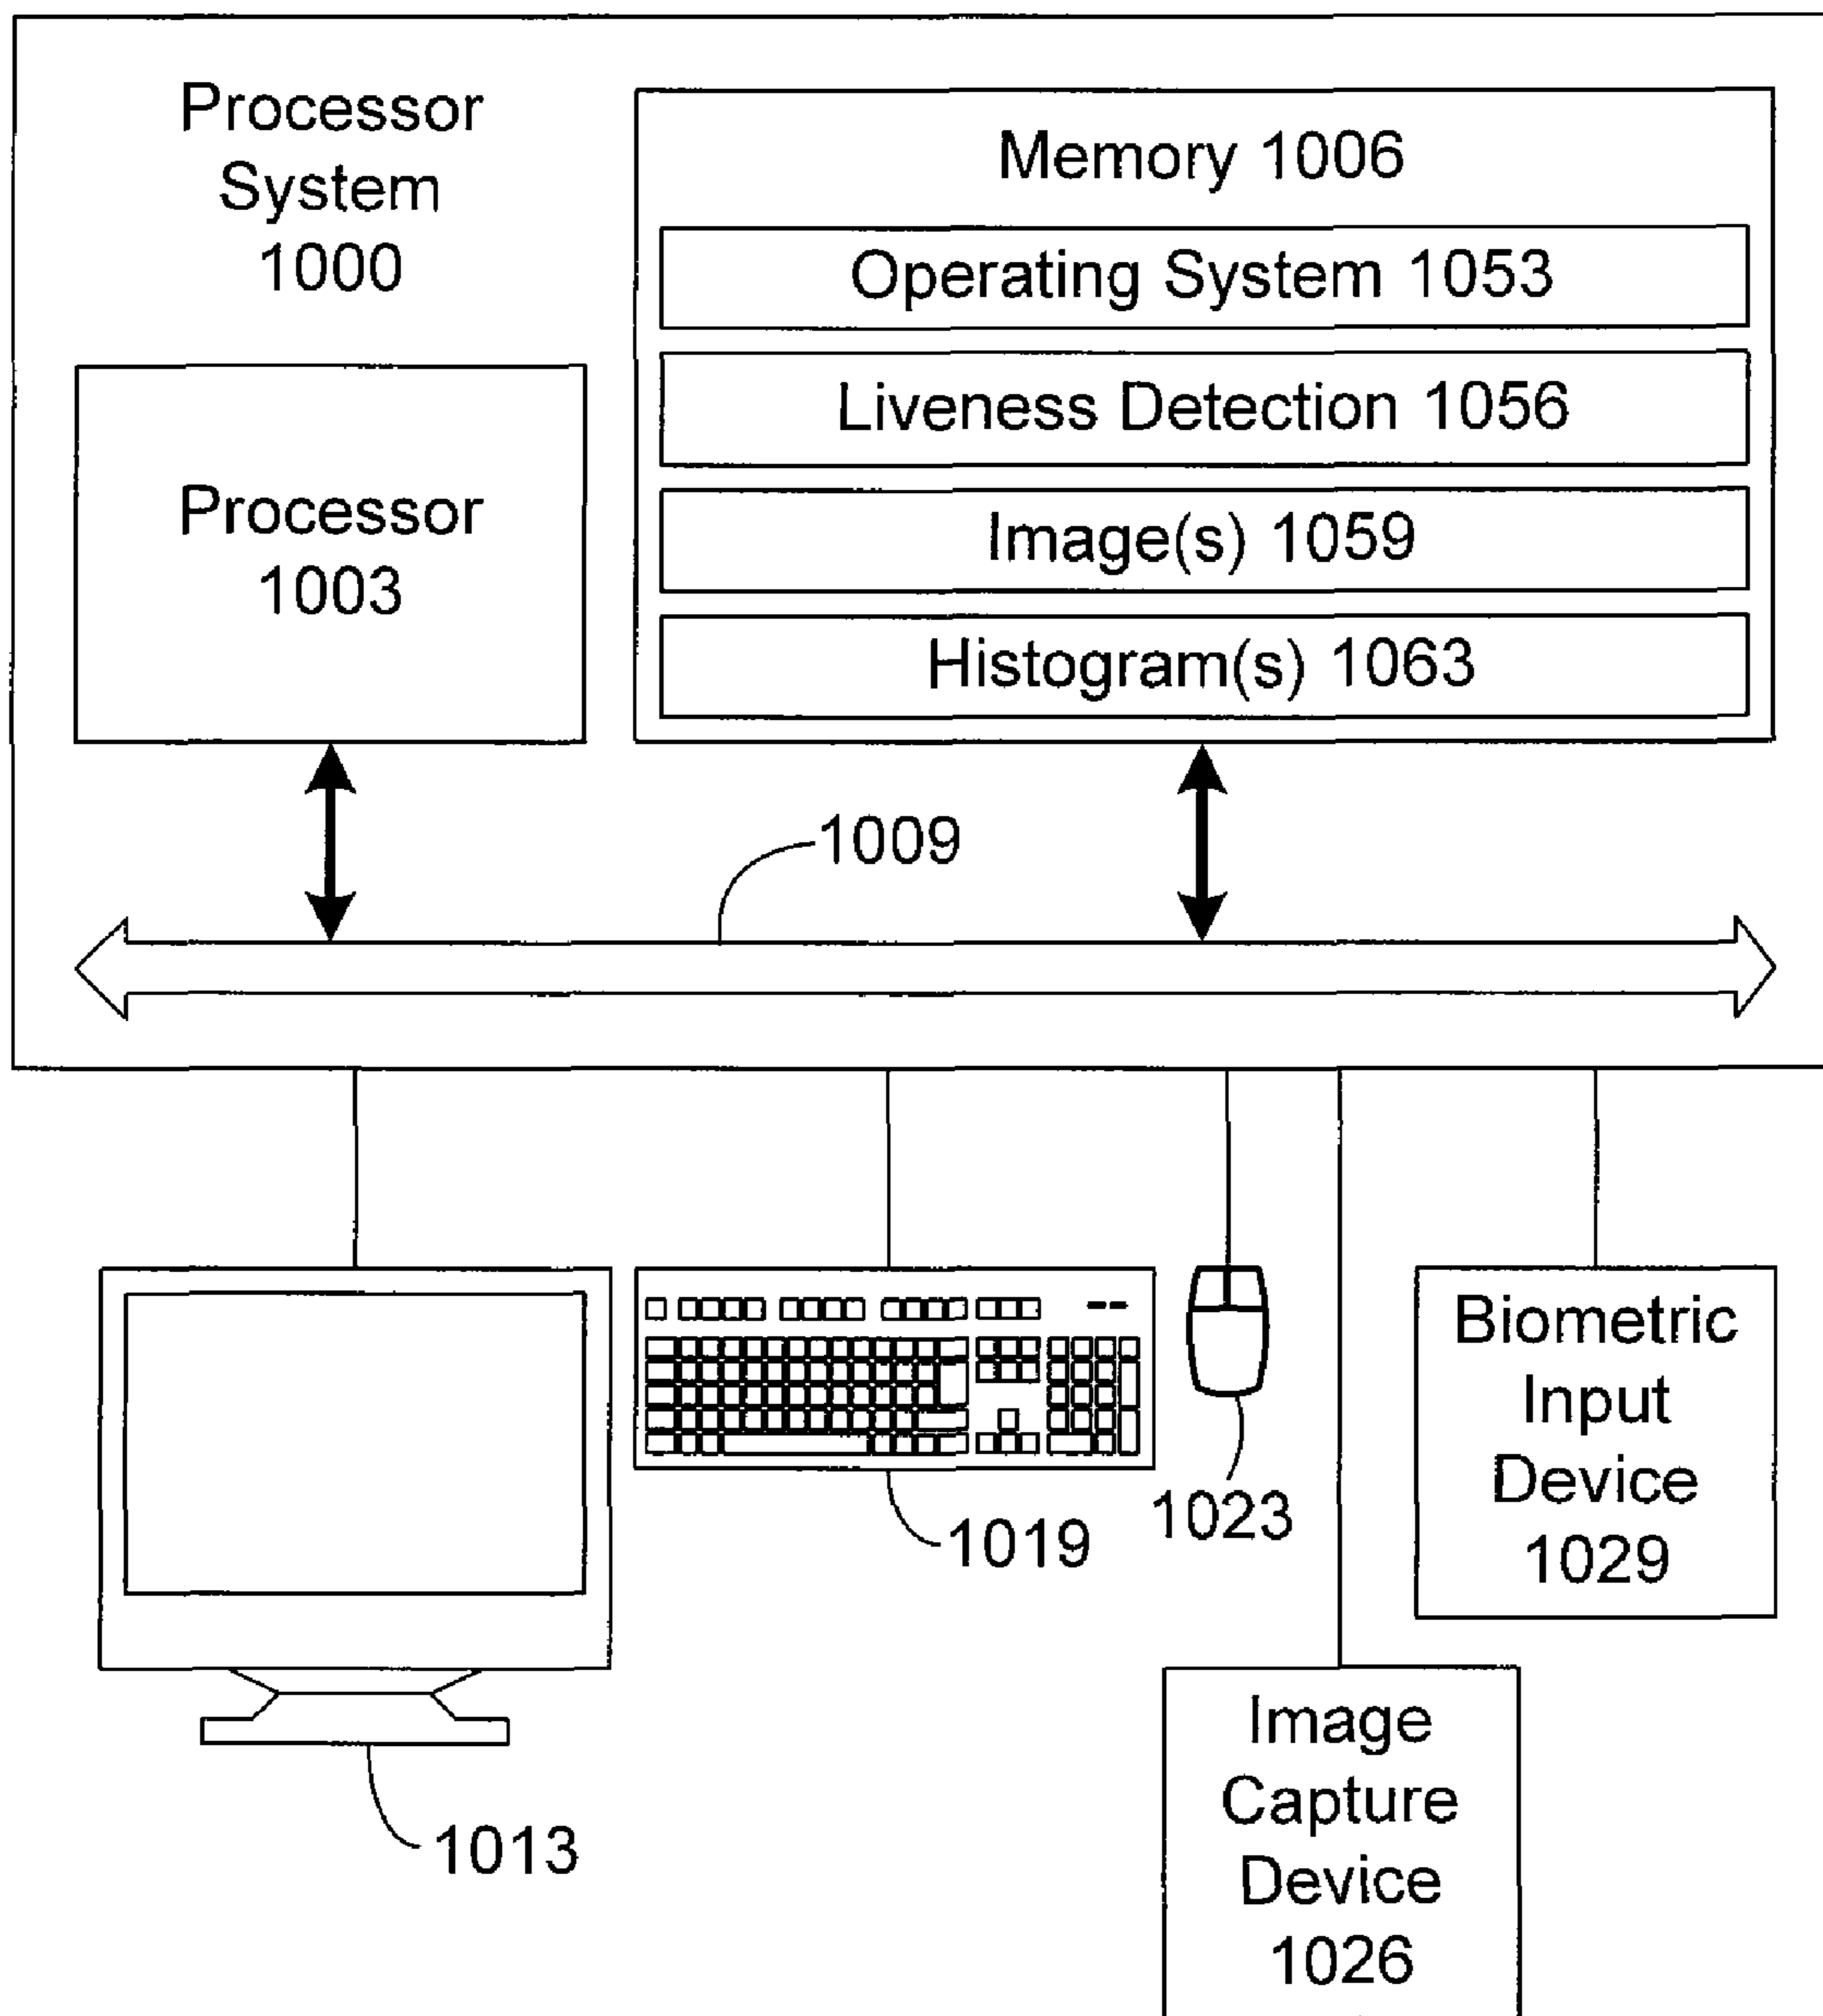 Processor
System
1000
Memory 1006
Operating System 1053
Liveness Detection 1056
Image(s) 1059
Histogram(s) 1063
Processor
1003
1009
Biometric
Input
Device
1029
1023
1019
Image
Capture
Device
1026
1013